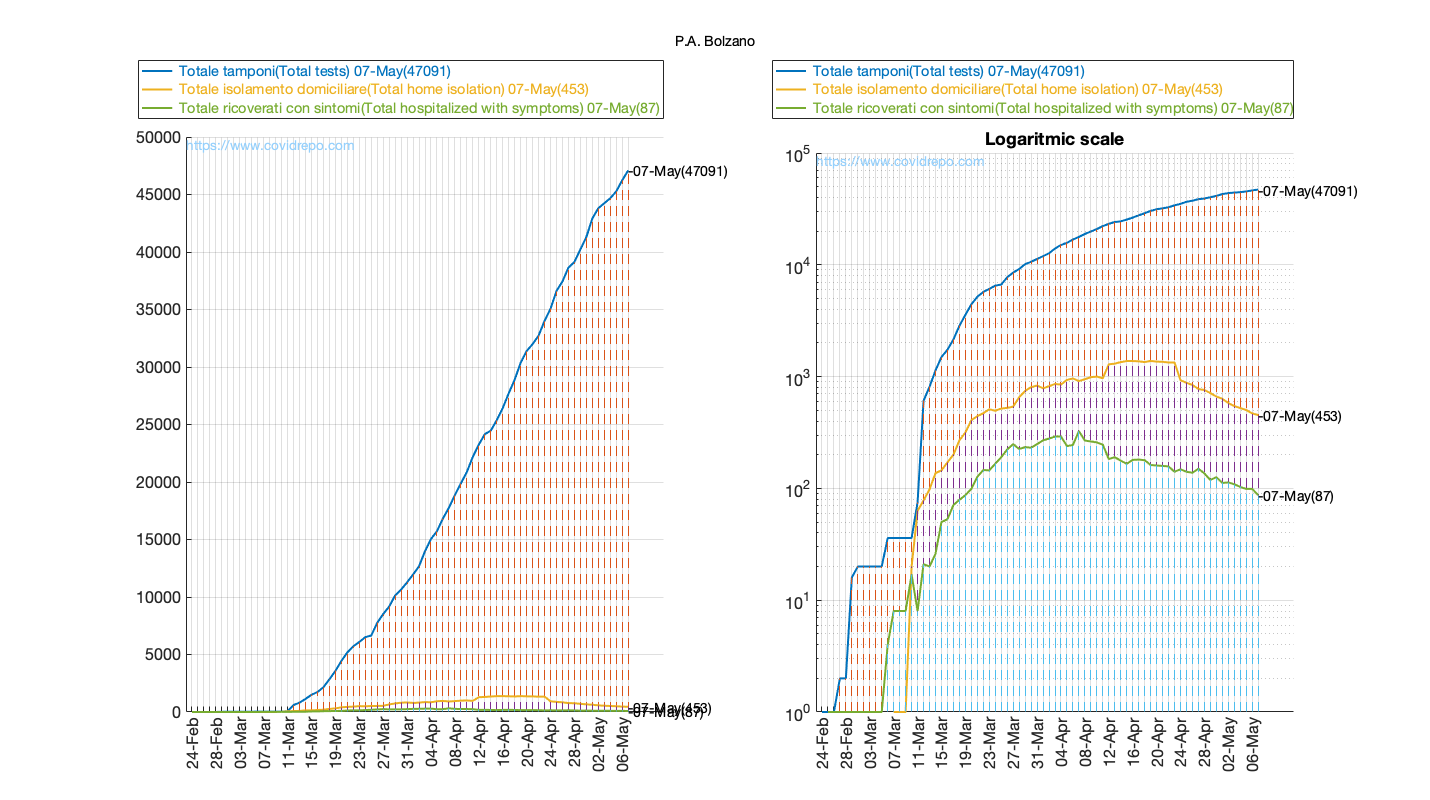 P.A. Bolzano
Totale tamponi(Total tests) 07-May(47091)
Totale isolamento domiciliare(Total home isolation) 07-May(453)
Totale ricoverati con sintomi(Total hospitalized with symptoms) 07-May(87)
https://www.covidrepo.com
50000
45000
40000
35000
30000
25000
20000
15000
10000
5000
0
07-May(47091)
07-May(453)
07-May(87)
24-Feb
28-Feb
03-Mar
07-Mar
11-Mar
15-Mar
19-Mar
23-Mar
27-Mar
31-Mar
04-Apr
08-Apr
12-Apr
16-Apr
20-Apr
24-Apr
28-Apr
02-May
06-May
Totale tamponi(Total tests) 07-May(47091)
Totale isolamento domiciliare(Total home isolation) 07-May(453)
Totale ricoverati con sintomi(Total hospitalized with symptoms) 07-May(87)
Logaritmic scale
https://www.covidrepo.com
10^5
10^4
10^3
10^2
10^1
10^0
07-May(47091)
07-May(453)
07-May(87)
24-Feb
28-Feb
03-Mar
07-Mar
11-Mar
15-Mar
19-Mar
23-Mar
27-Mar
31-Mar
04-Apr
08-Apr
12-Apr
16-Apr
20-Apr
24-Apr
28-Apr
02-May
06-May